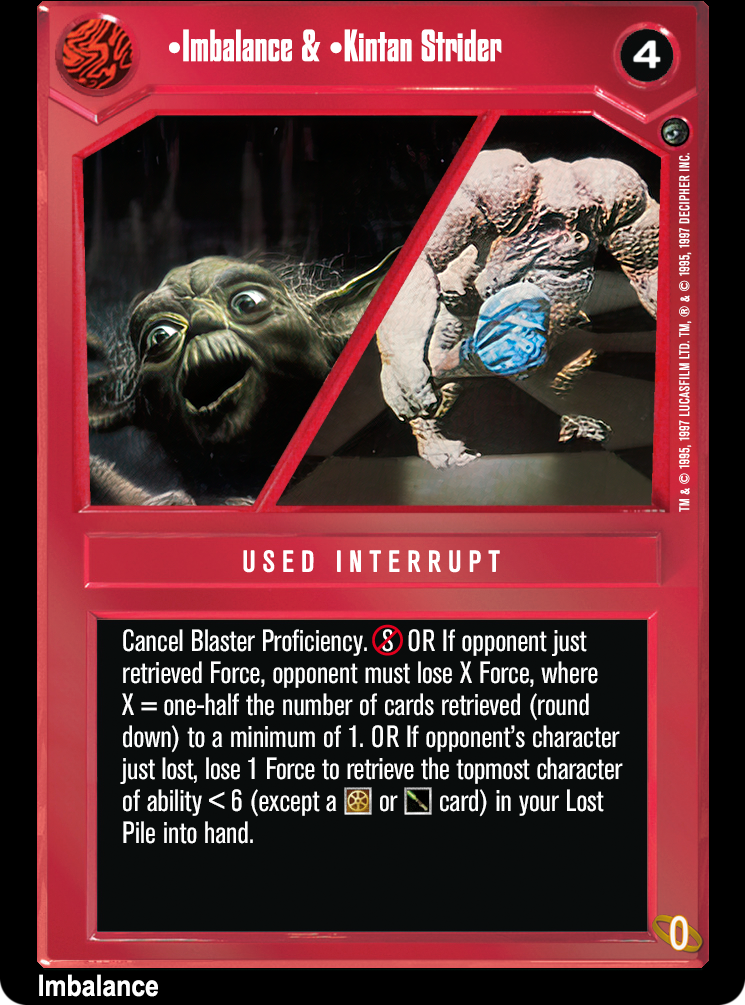 •Imbalance & •Kintan Strider
4
TM & © 1995, 1997 LUCASFILM LTD. TM, ® & © 1995, 1997 DECIPHER INC.
USED INTERRUPT
Cancel Blaster Proficiency. S OR If opponent just
retrieved Force, opponent must lose X Force, where
X = one-half the number of cards retrieved (round
down) to a minimum of 1. OR If opponent's character
just lost, lose 1 Force to retrieve the topmost character
of ability < 6 (except a or card) in your Lost
Pile into hand.
0
Imbalance